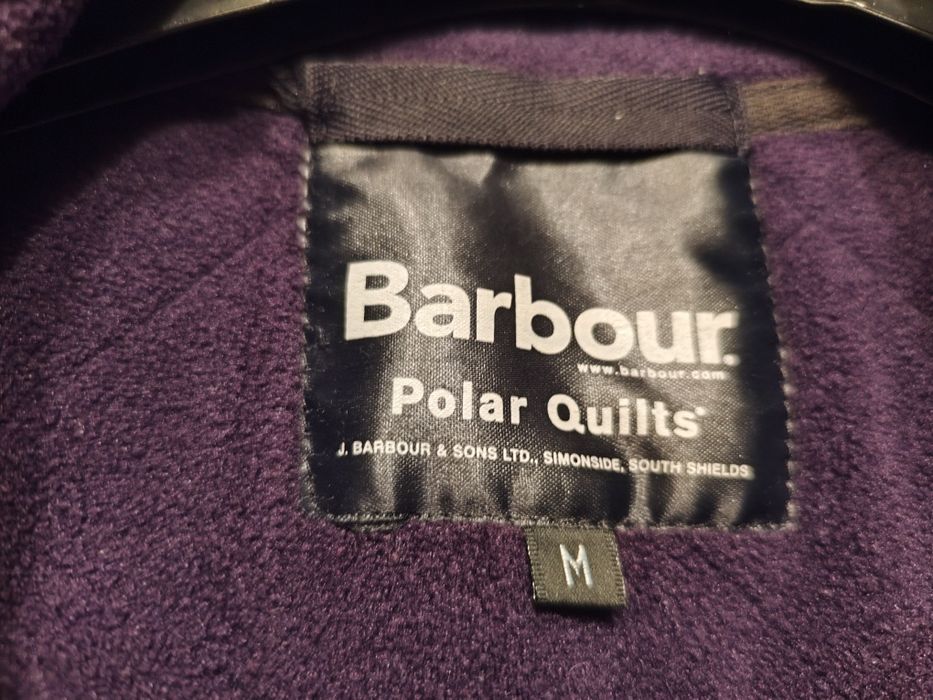 Barbour.
www.barbour.com
Polar Quilts
J. BARBOUR & SONS LTD., SIMONSIDE, SOUTH SHIELDS
M